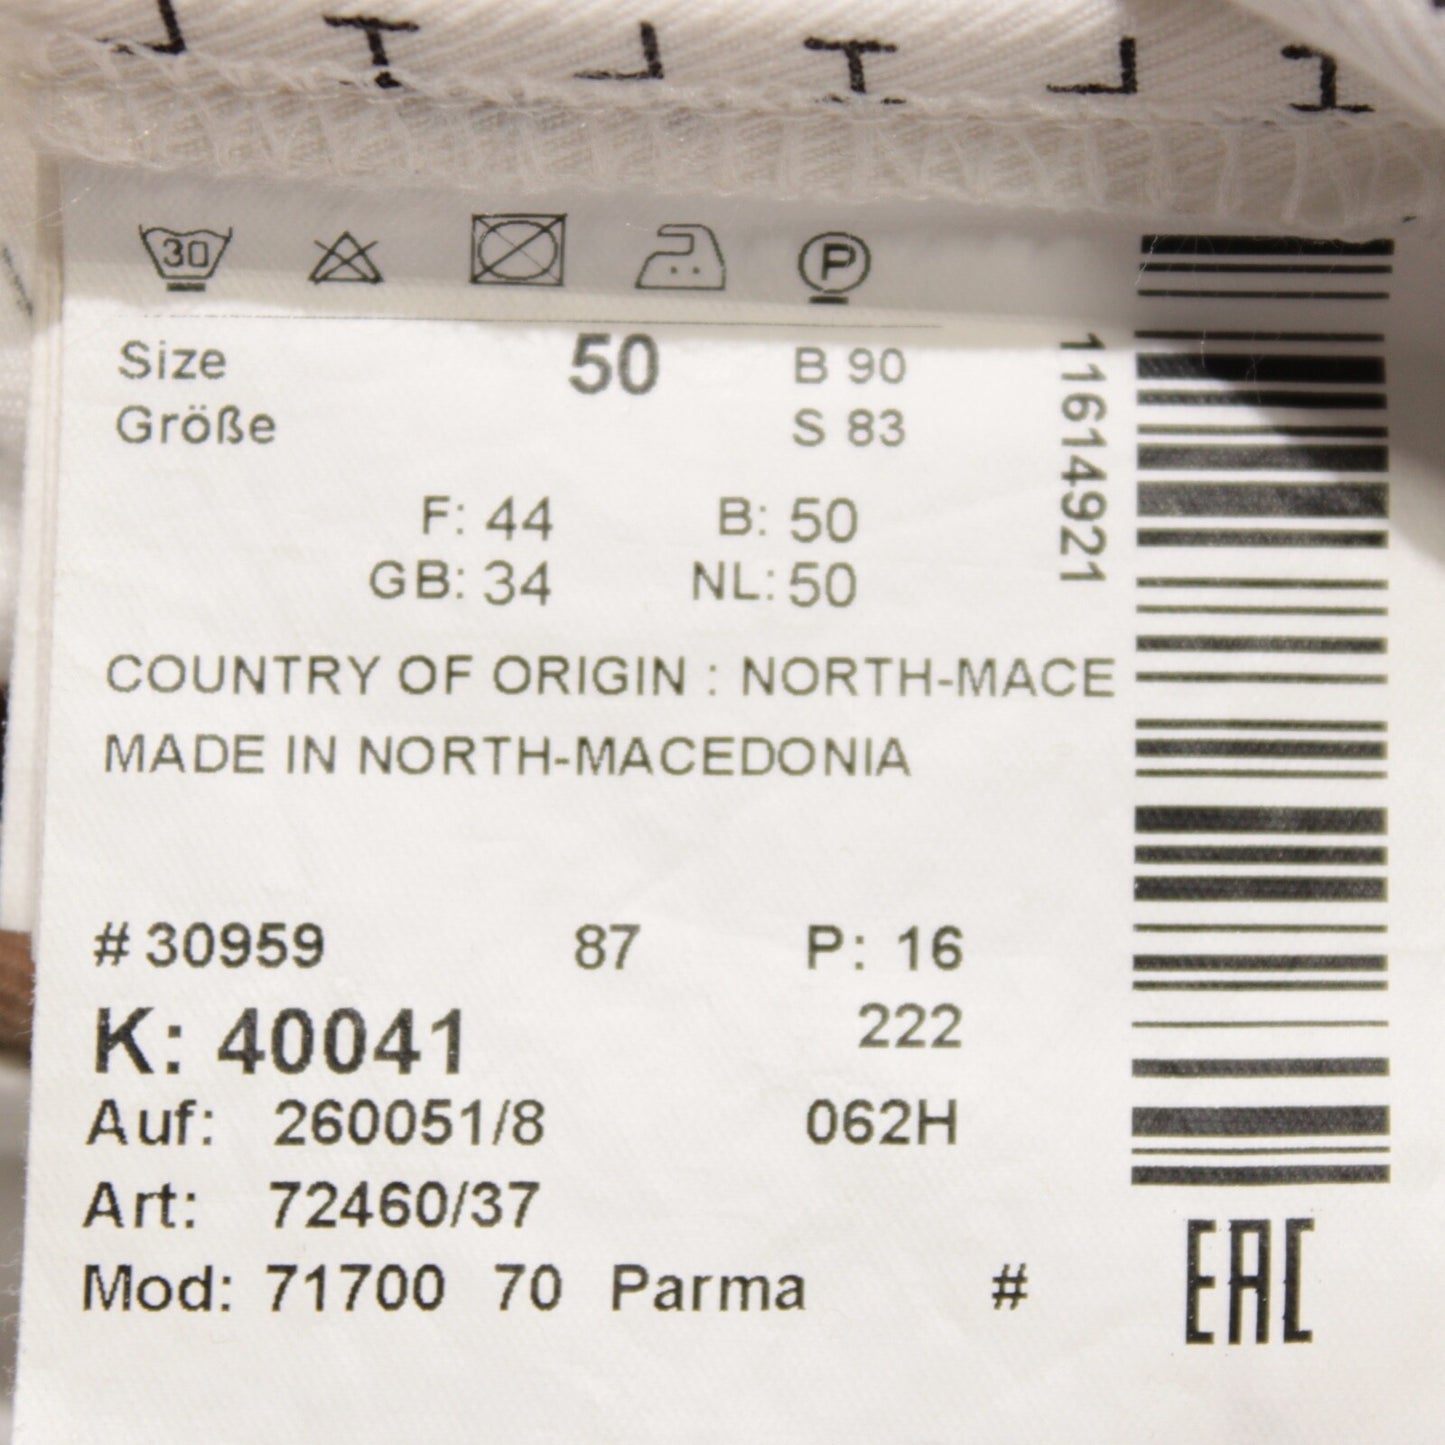 30
P
Size 50 B 90
Größe S 83
F: 44 B: 50
GB: 34 NL: 50
COUNTRY OF ORIGIN : NORTH-MACE
MADE IN NORTH-MACEDONIA
# 30959 87 P: 16
K: 40041 222
Auf: 260051/8 062H
Art: 72460/37
Mod: 71700 70 Parma #
11614921
EAC